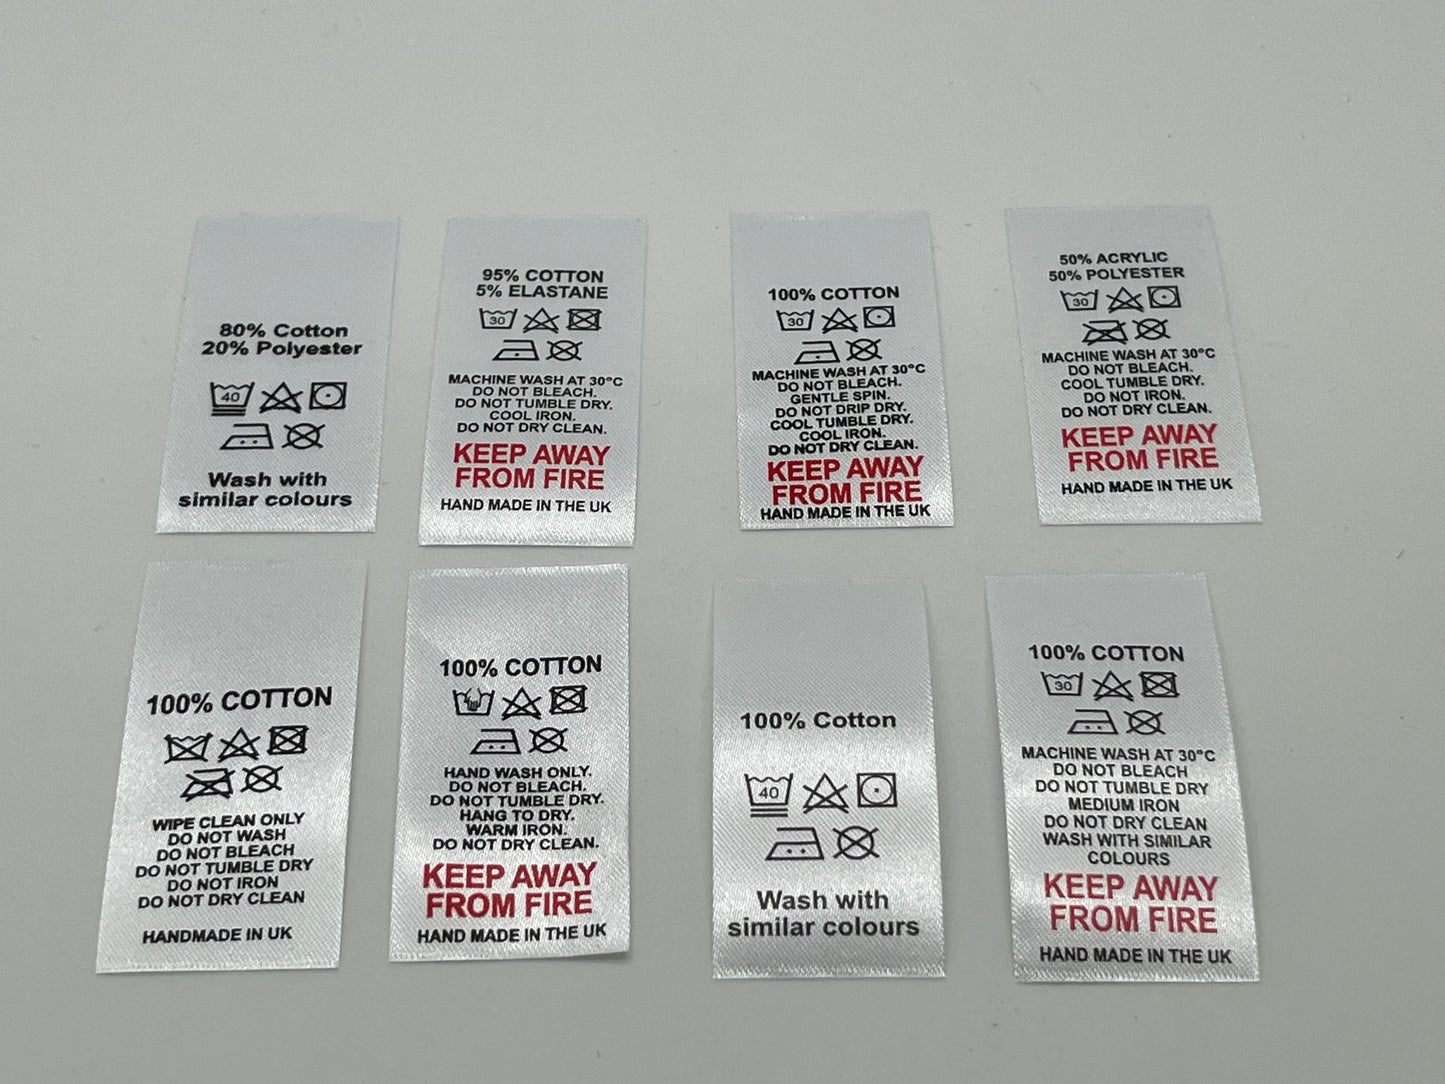 80% Cotton
20% Polyester
40
Wash with
similar colours
95% COTTON
5% ELASTANE
30
MACHINE WASH AT 30°C
DO NOT BLEACH.
DO NOT TUMBLE DRY.
COOL IRON.
DO NOT DRY CLEAN.
KEEP AWAY
FROM FIRE
HAND MADE IN THE UK
100% COTTON
30
MACHINE WASH AT 30°C
DO NOT BLEACH.
GENTLE SPIN.
DO NOT DRIP DRY.
COOL TUMBLE DRY.
COOL IRON.
DO NOT DRY CLEAN.
KEEP AWAY
FROM FIRE
HAND MADE IN THE UK
50% ACRYLIC
50% POLYESTER
30
MACHINE WASH AT 30°C
DO NOT BLEACH.
COOL TUMBLE DRY.
DO NOT IRON.
DO NOT DRY CLEAN.
KEEP AWAY
FROM FIRE
HAND MADE IN THE UK
100% COTTON
WIPE CLEAN ONLY
DO NOT WASH
DO NOT BLEACH
DO NOT TUMBLE DRY
DO NOT IRON
DO NOT DRY CLEAN
HANDMADE IN UK
100% COTTON
HAND WASH ONLY.
DO NOT BLEACH.
DO NOT TUMBLE DRY.
HANG TO DRY.
WARM IRON.
DO NOT DRY CLEAN.
KEEP AWAY
FROM FIRE
HAND MADE IN THE UK
100% Cotton
40
Wash with
similar colours
100% COTTON
30
MACHINE WASH AT 30°C
DO NOT BLEACH
DO NOT TUMBLE DRY
MEDIUM IRON
DO NOT DRY CLEAN
WASH WITH SIMILAR
COLOURS
KEEP AWAY
FROM FIRE
HAND MADE IN THE UK